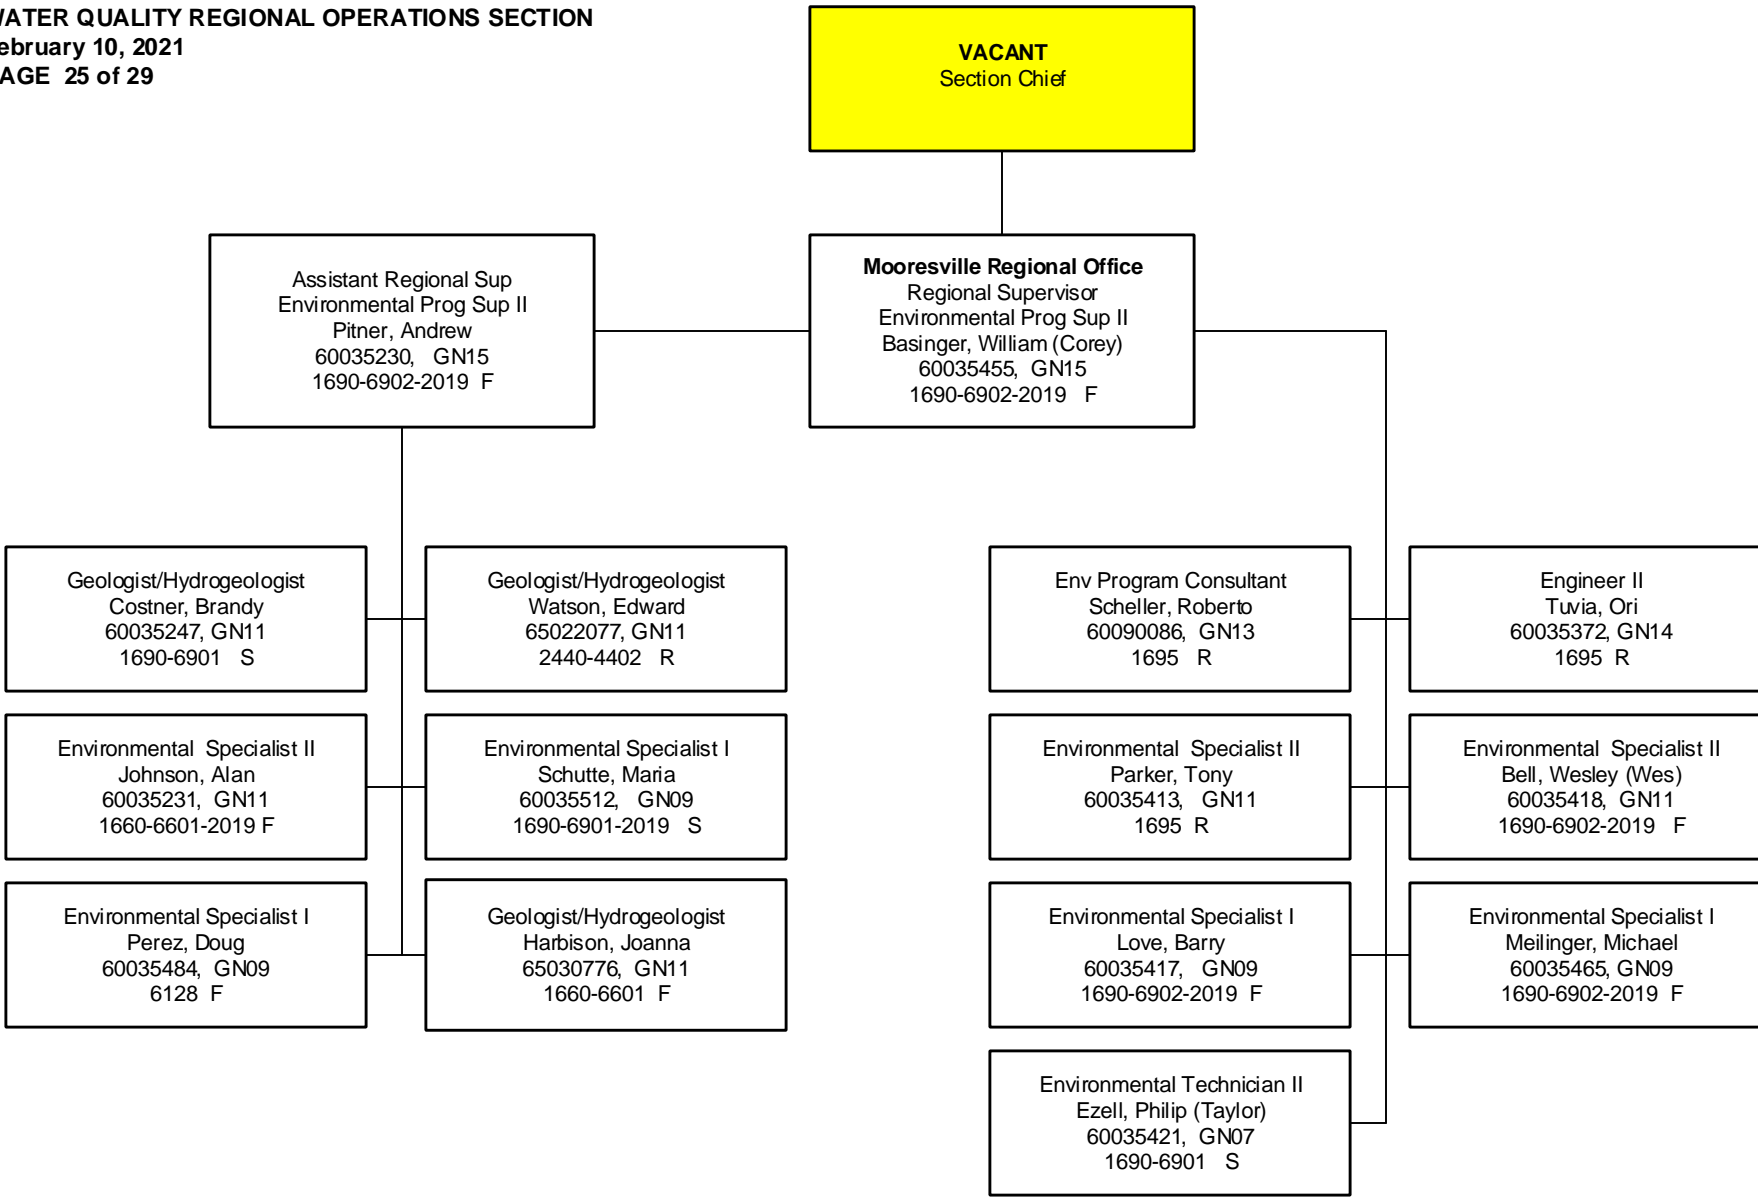 WATER QUALITY REGIONAL OPERATIONS SECTION
ebruary 10, 2021
AGE 25 of 29
VACANT
Section Chief
Assistant Regional Sup
Environmental Prog Sup II
Pitner, Andrew
60035230, GN15
1690-6902-2019 F
Mooresville Regional Office
Regional Supervisor
Environmental Prog Sup II
Basinger, William (Corey)
60035455, GN15
1690-6902-2019 F
Geologist/Hydrogeologist
Costner, Brandy
60035247, GN11
1690-6901 S
Geologist/Hydrogeologist
Watson, Edward
65022077, GN11
2440-4402 R
Env Program Consultant
Scheller, Roberto
60090086, GN13
1695 R
Engineer II
Tuvia, Ori
60035372, GN14
1695 R
Environmental Specialist II
Johnson, Alan
60035231, GN11
1660-6601-2019 F
Environmental Specialist I
Schutte, Maria
60035512, GN09
1690-6901-2019 S
Environmental Specialist II
Parker, Tony
60035413, GN11
1695 R
Environmental Specialist II
Bell, Wesley (Wes)
60035418, GN11
1690-6902-2019 F
Environmental Specialist I
Perez, Doug
60035484, GN09
6128 F
Geologist/Hydrogeologist
Harbison, Joanna
65030776, GN11
1660-6601 F
Environmental Specialist I
Love, Barry
60035417, GN09
1690-6902-2019 F
Environmental Specialist I
Meilinger, Michael
60035465, GN09
1690-6902-2019 F
Environmental Technician II
Ezell, Philip (Taylor)
60035421, GN07
1690-6901 S